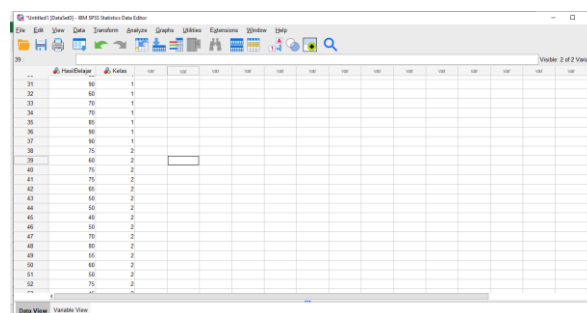 *Untitled1 [DataSet0] - IBM SPSS Statistics Data Editor
File Edit View Data Transform Analyze Graphs Utilities Extensions Window Help
39 : Visible: 2 of 2 Varia
HasilBelajar Kelas var var var var var var var var var var var
31 90 1
32 60 1
33 70 1
34 70 1
35 85 1
36 90 1
37 90 1
38 75 2
39 60 2
40 75 2
41 75 2
42 65 2
43 50 2
44 50 2
45 40 2
46 50 2
47 70 2
48 80 2
49 55 2
50 60 2
51 50 2
52 75 2
Data View Variable View